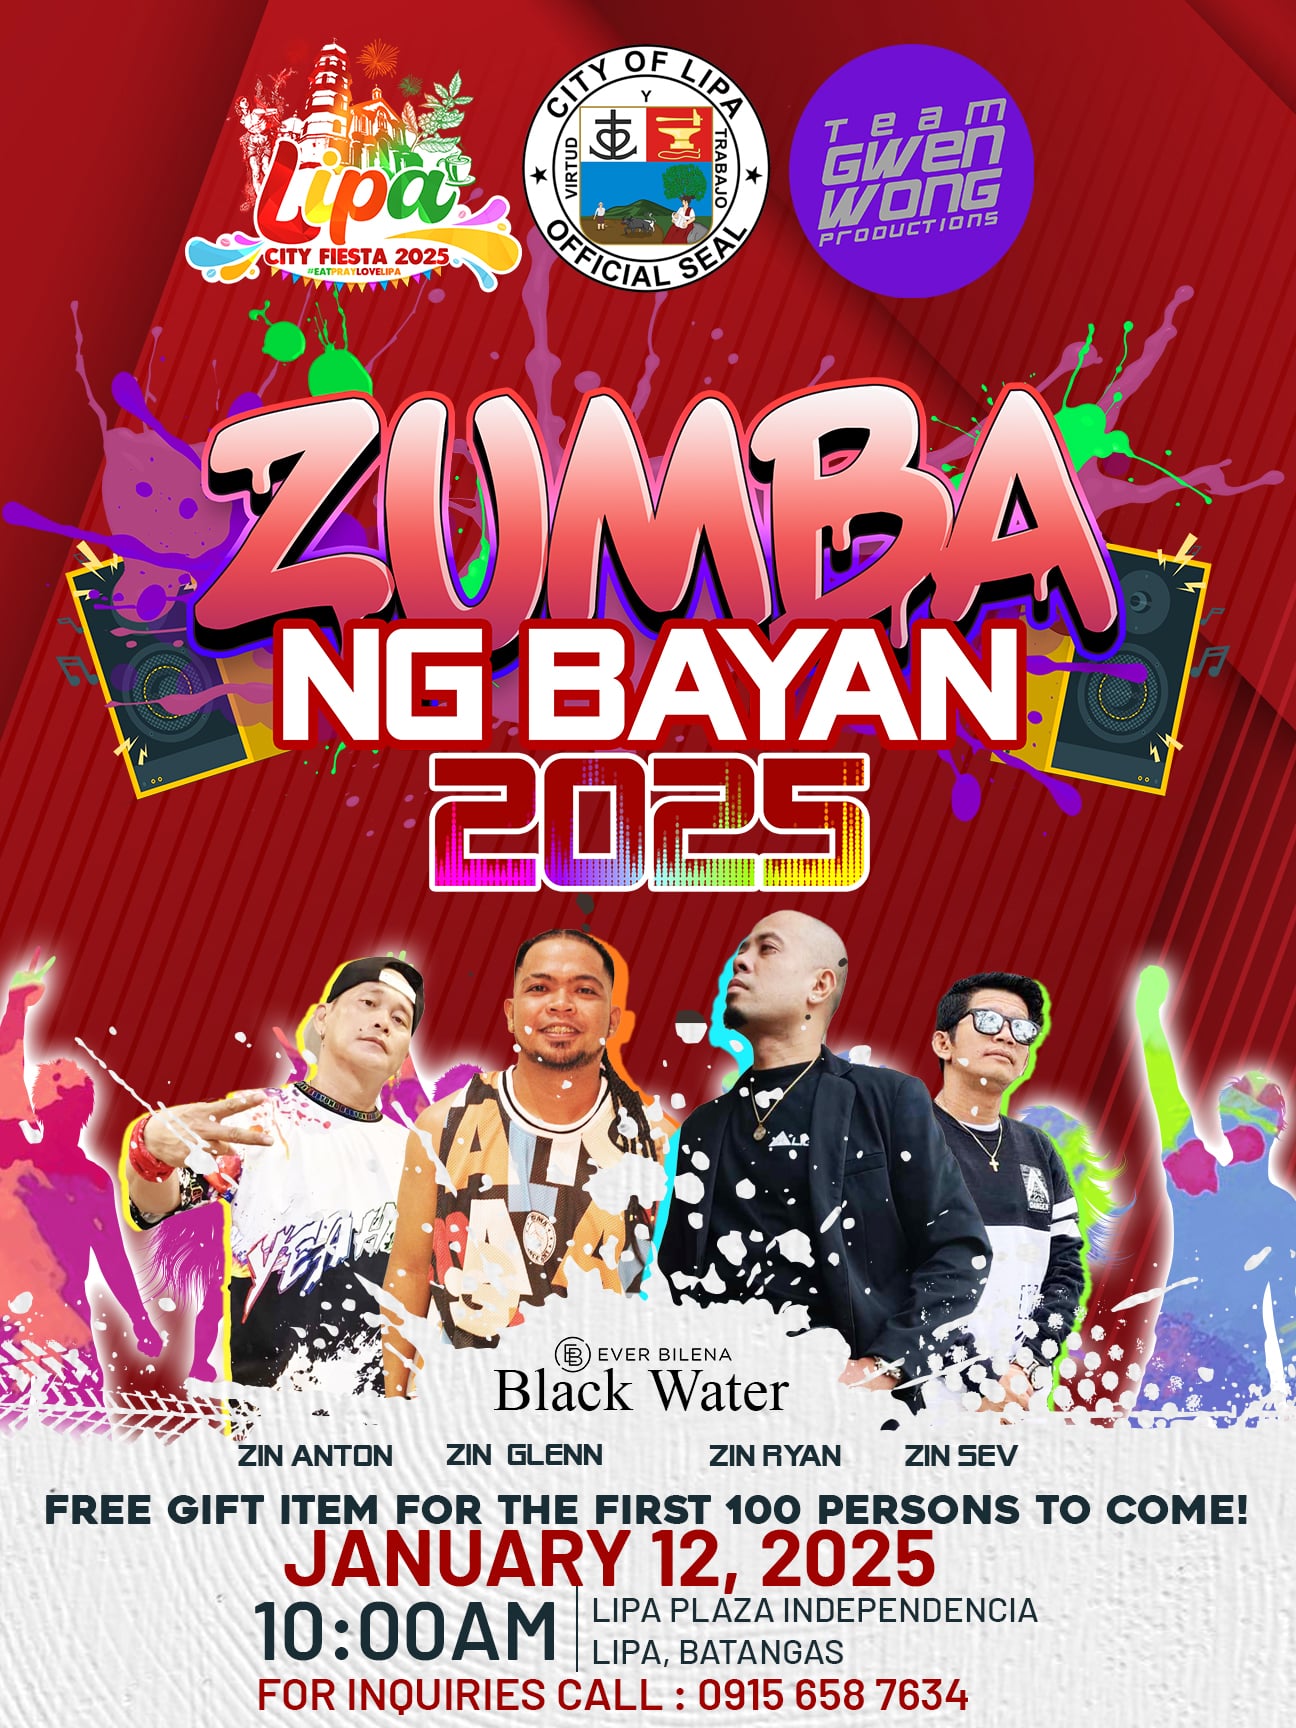 Lipa
CITY FIESTA 2025
#EATPRAYLOVELIPA
CITY OF LIPA
Y
VIRTUD
TRABAJO
OFFICIAL SEAL
TEAM
GWEN
WONG
PRODUCTIONS
ZUMBA
NG BAYAN
2025
YEAH
EB EVER BILENA
Black Water
ZIN ANTON ZIN GLENN ZIN RYAN ZIN SEV
FREE GIFT ITEM FOR THE FIRST 100 PERSONS TO COME!
JANUARY 12, 2025
10:00AM
LIPA PLAZA INDEPENDENCIA
LIPA, BATANGAS
FOR INQUIRIES CALL : 0915 658 7634